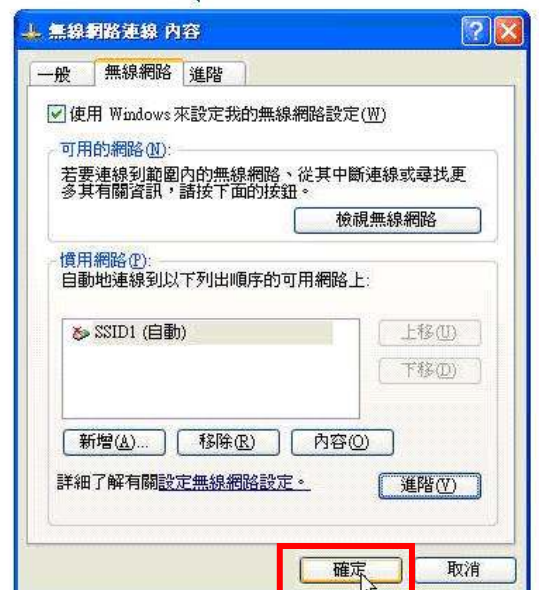 無線網路連線 內容
一般 無線網路 進階
使用 Windows 來設定我的無線網路設定(W)
可用的網路(N):
若要連線到範圍內的無線網路、從其中斷連線或尋找更
多其有關資訊，請按下面的按鈕。
檢視無線網路
慣用網路(P):
自動地連線到以下列出順序的可用網路上:
SSID1 (自動)
上移(U)
下移(D)
新增(A)... 移除(R) 內容(O)
詳細了解有關設定無線網路設定。
進階(V)
確定 取消